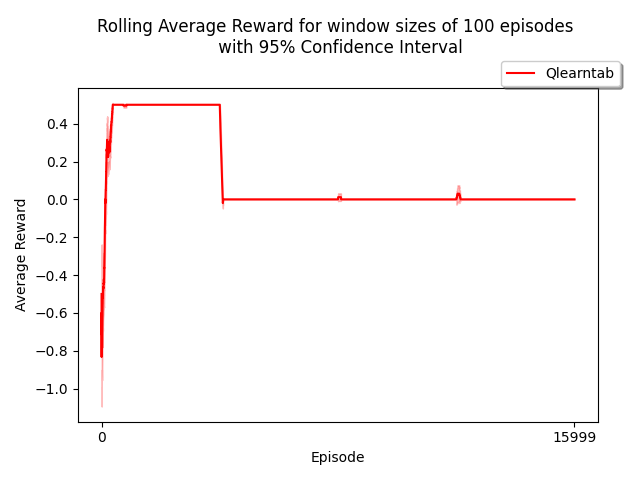 Rolling Average Reward for window sizes of 100 episodes
with 95% Confidence Interval
Qlearntab
Average Reward
0.4
0.2
0.0
−0.2
−0.4
−0.6
−0.8
−1.0
0
15999
Episode